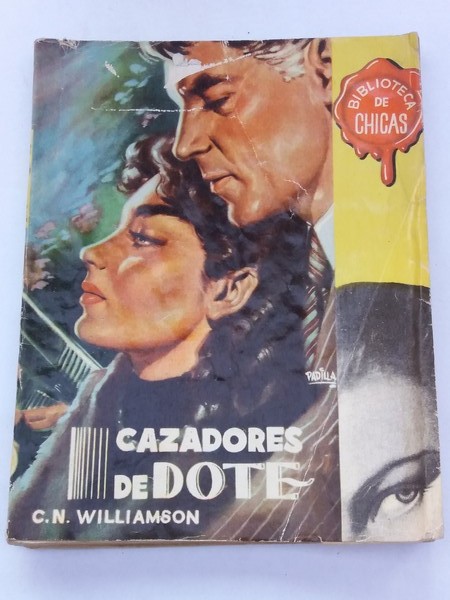 BIBLIOTECA
DE
CHICAS
PADILLA
CAZADORES
DE DOTE
C.N. WILLIAMSON